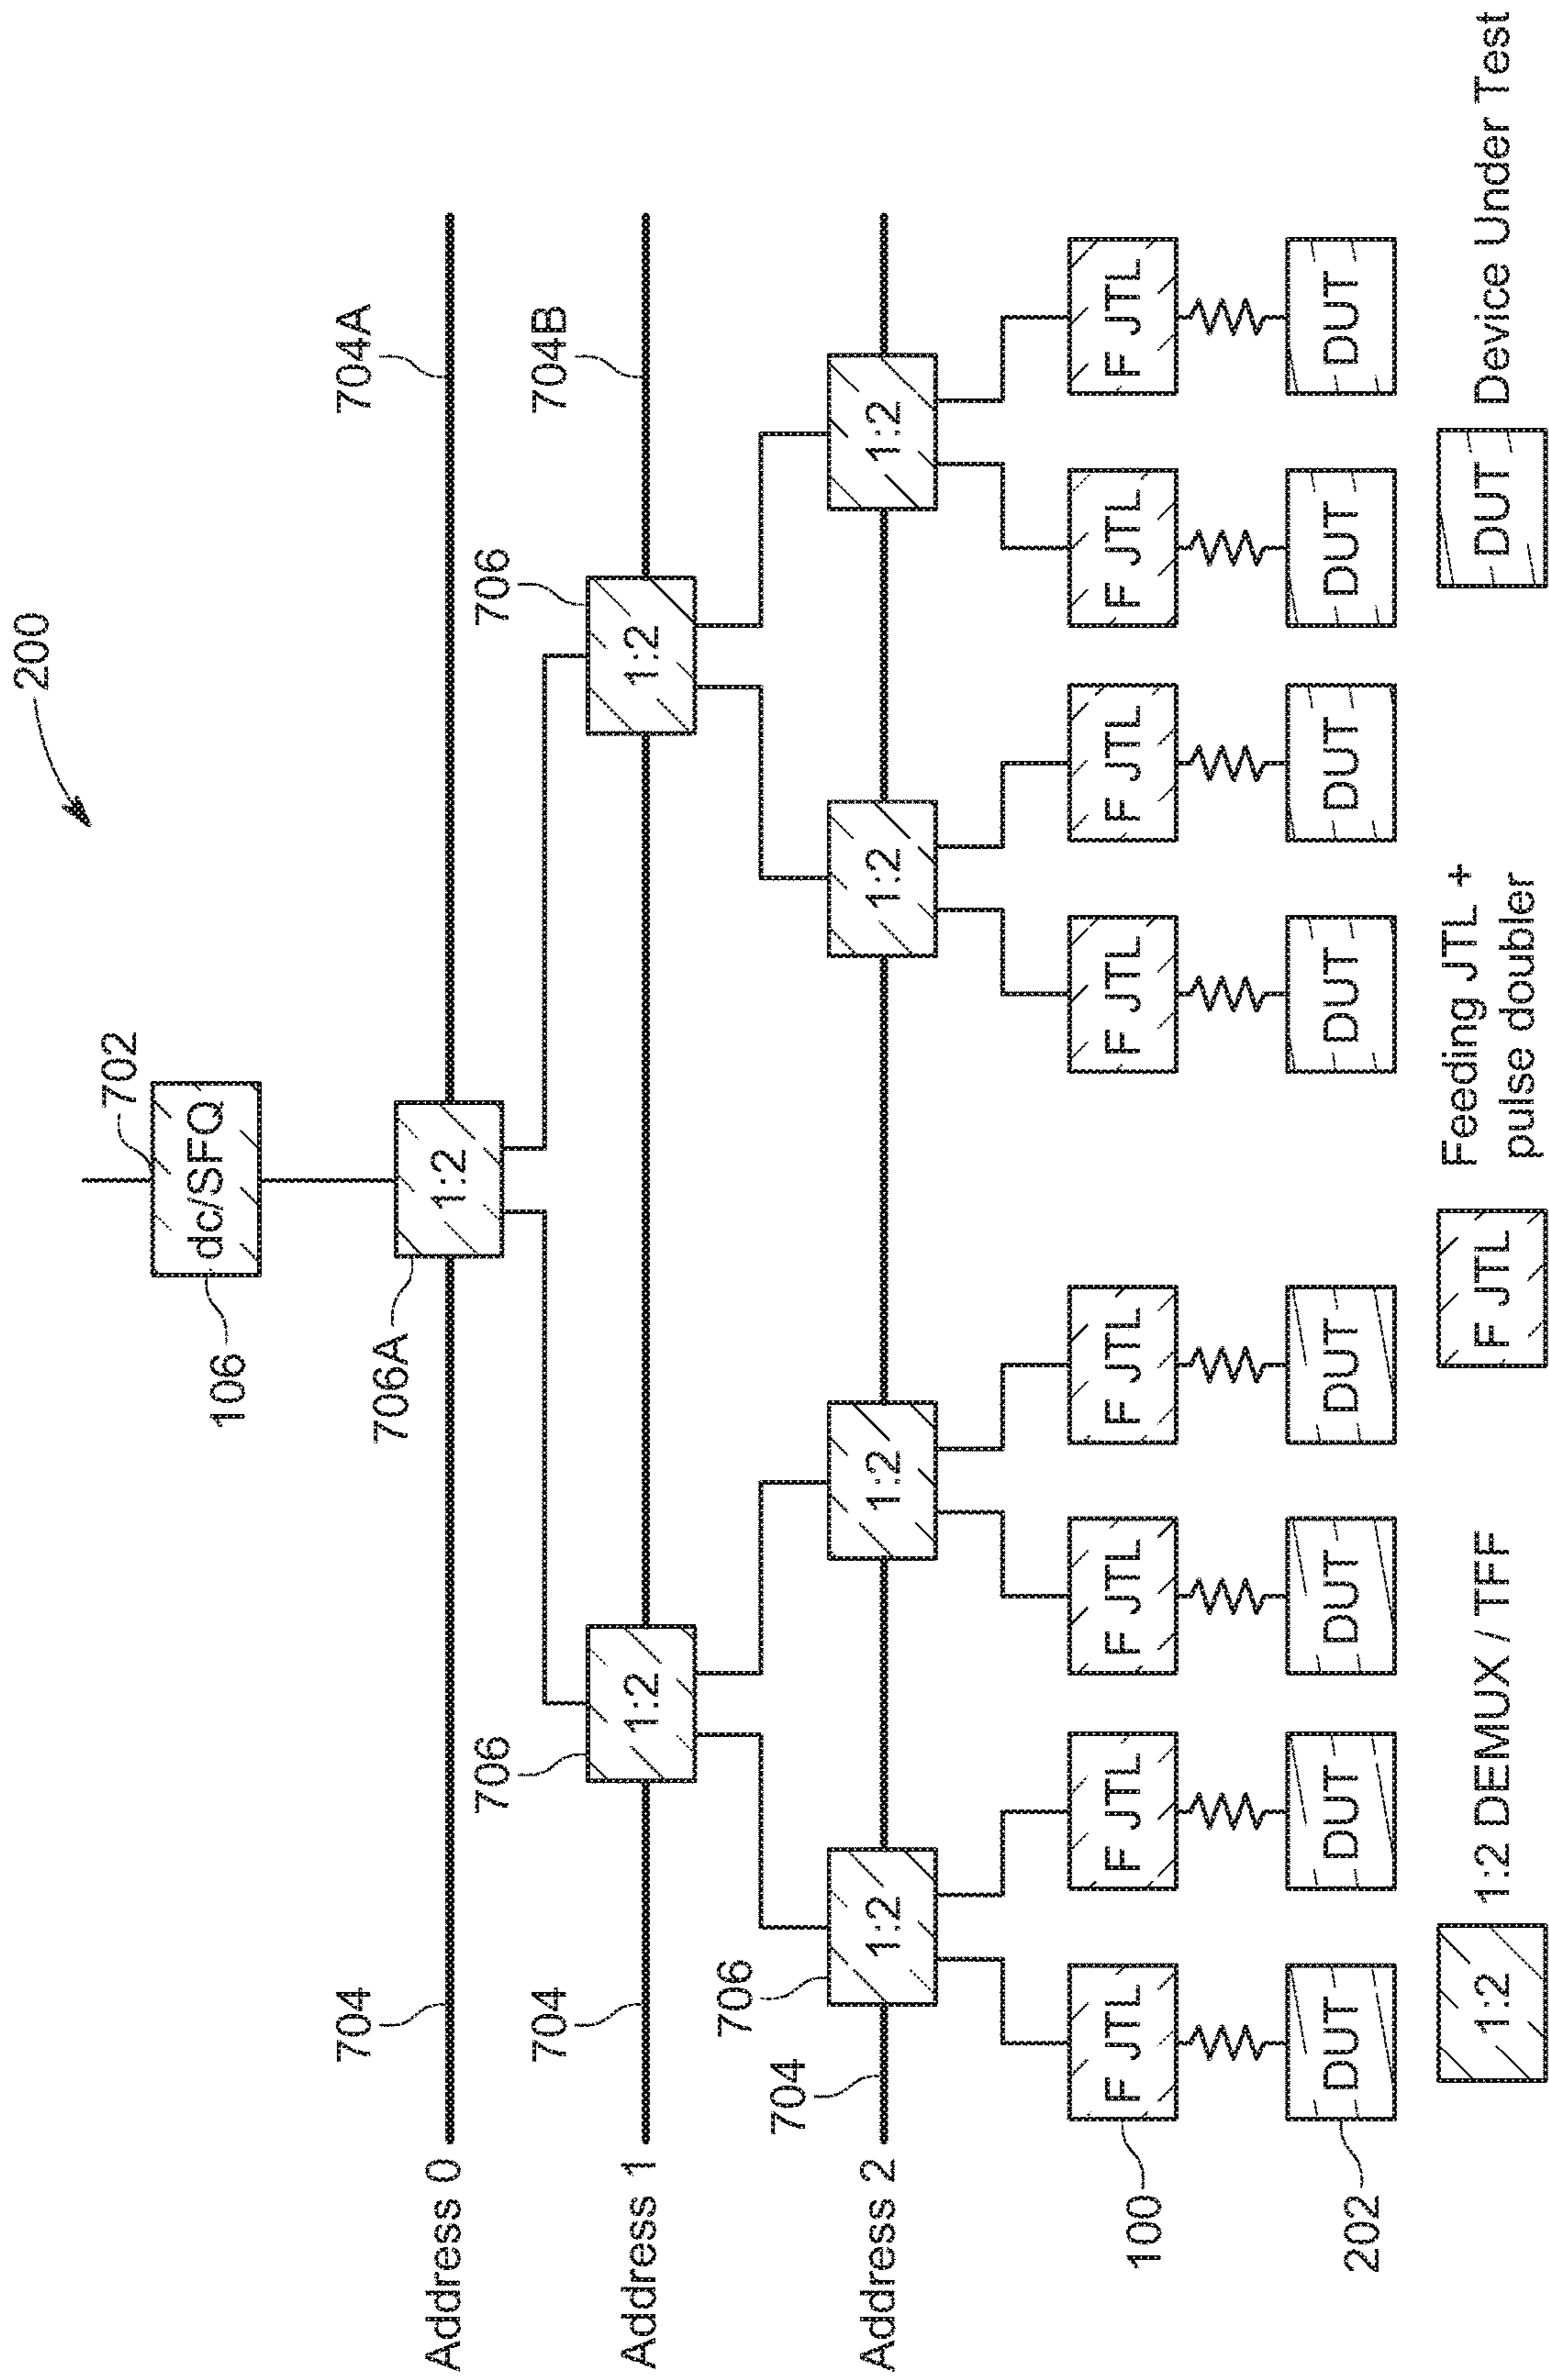 200
702
dc/SFQ
106
704
704A
706A
Address 0
1:2
706
706
704
704B
Address 1
1:2
1:2
706
704
Address 2
1:2
1:2
1:2
1:2
F JTL
F JTL
F JTL
F JTL
F JTL
F JTL
F JTL
F JTL
100
DUT
DUT
DUT
DUT
DUT
DUT
DUT
DUT
202
1:2
1:2 DEMUX / TFF
F JTL
Feeding JTL +
pulse doubler
DUT
Device Under Test